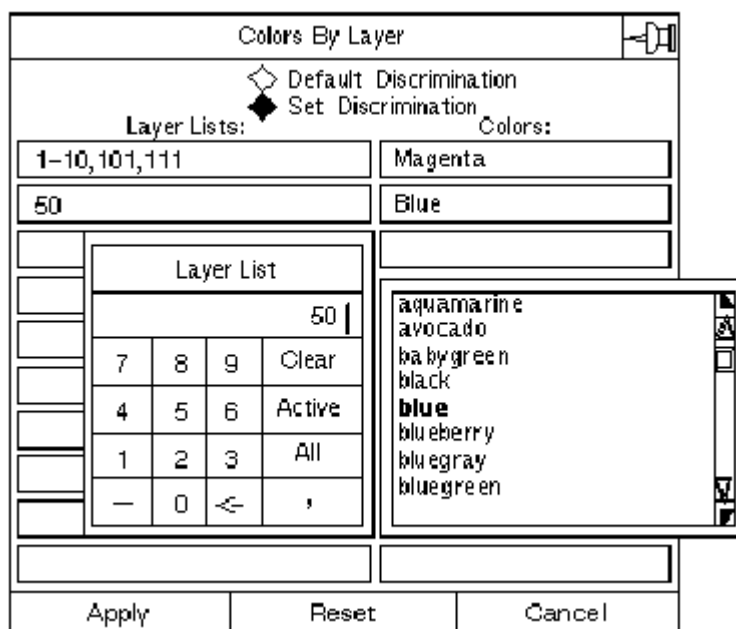 Colors By Layer
Default Discrimination
Set Discrimination
Layer Lists:
Colors:
1-10,101,111
Magenta
50
Blue
Layer List
50
7 8 9 Clear
4 5 6 Active
1 2 3 All
— 0 <- ,
aquamarine
avocado
babygreen
black
blue
blueberry
bluegray
bluegreen
Apply Reset Cancel